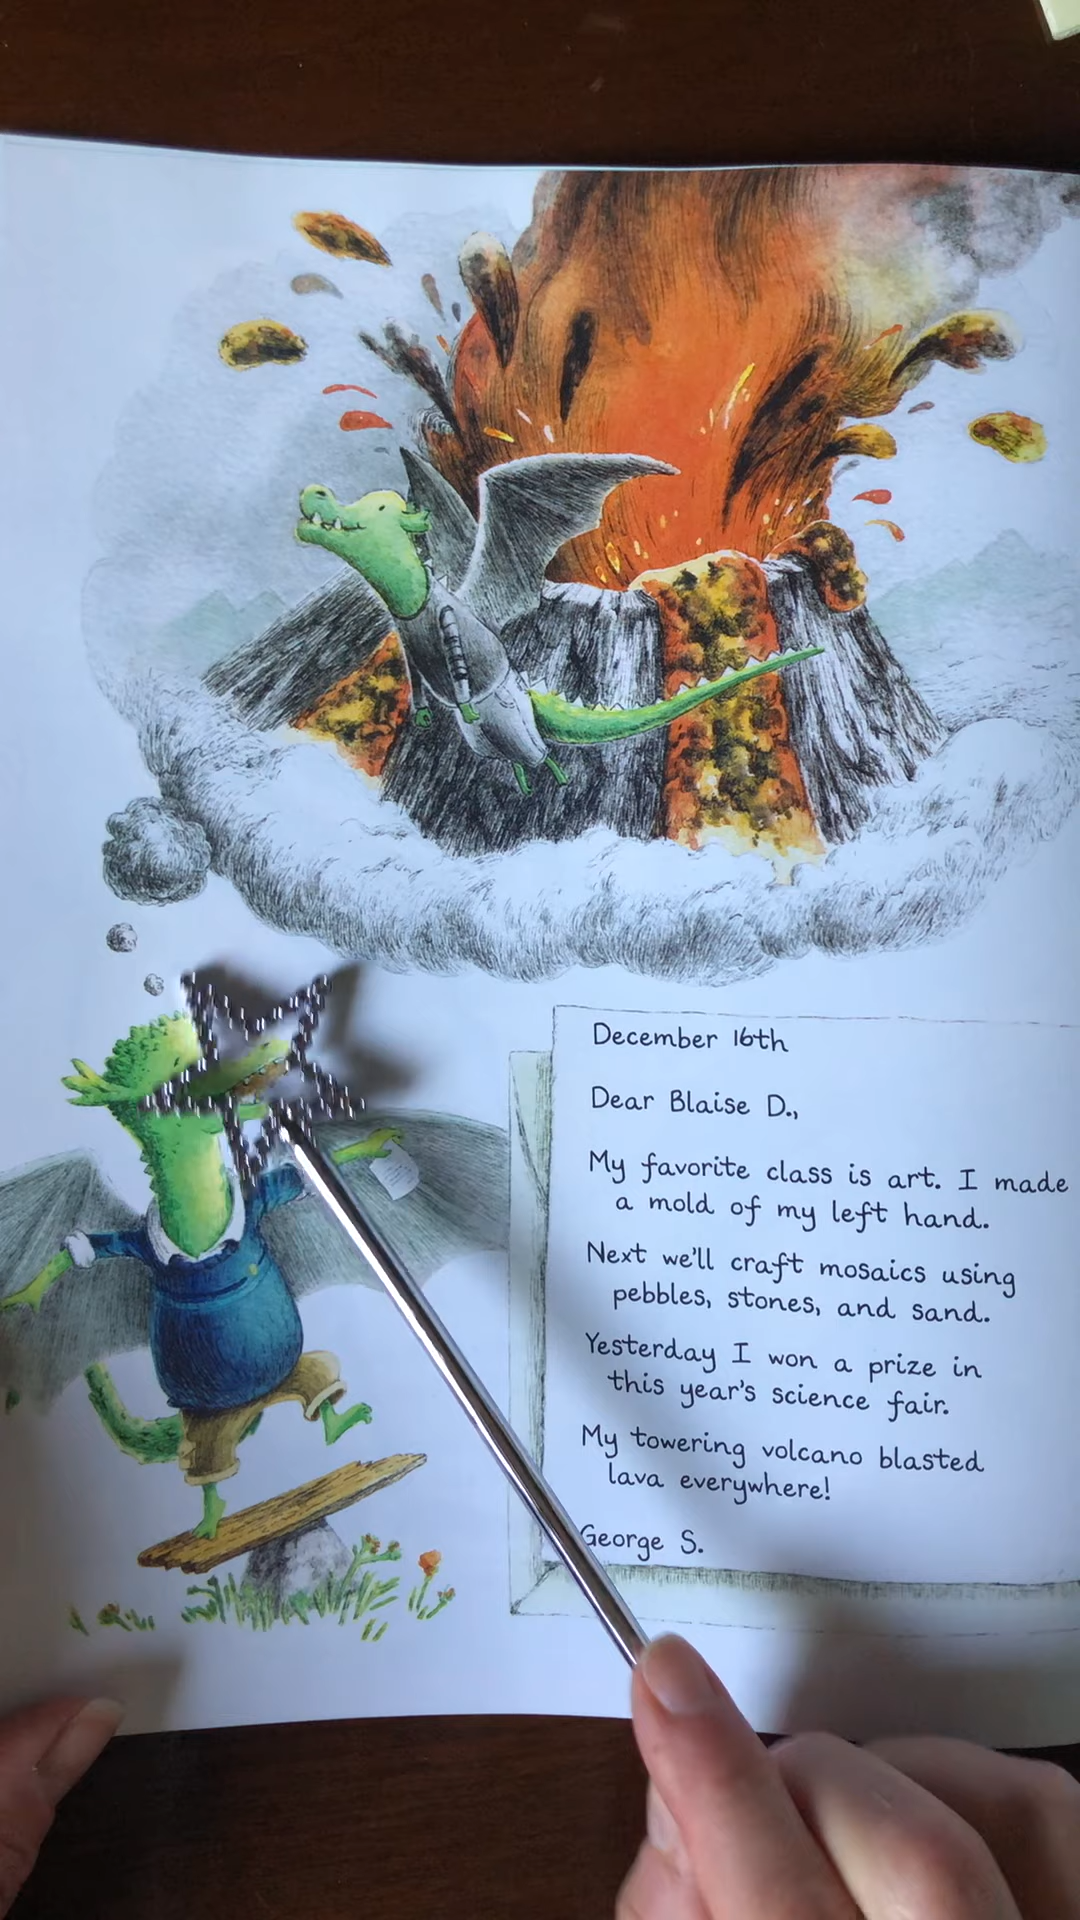 December 16th
Dear Blaise D.,
My favorite class is art. I made
a mold of my left hand.
Next we'll craft mosaics using
pebbles, stones, and sand.
Yesterday I won a prize in
this year's science fair.
My towering volcano blasted
lava everywhere!
George S.